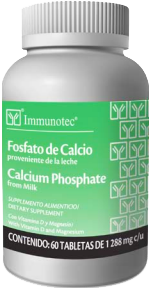 Immunotec®
Fosfato de Calcio
proveniente de la leche
Calcium Phosphate
from Milk
SUPLEMENTO ALIMENTICIO/
DIETARY SUPPLEMENT
Con Vitamina D y Magnesio
With Vitamin D and Magnesium
CONTENIDO: 60 TABLETAS DE 1 288 mg c/u